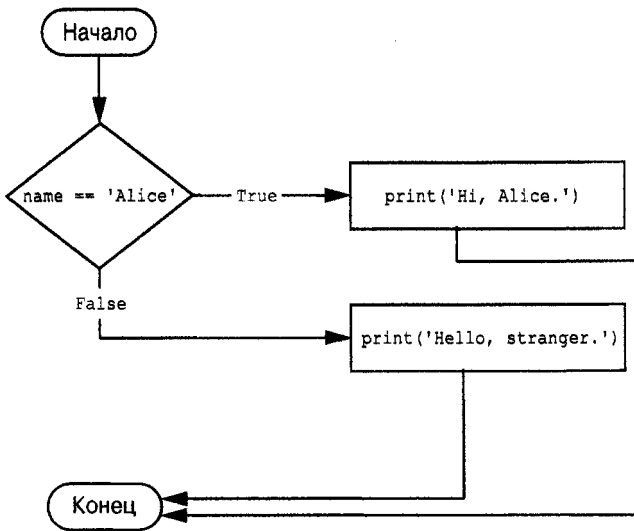 Начало
name == 'Alice'
True
print('Hi, Alice.')
False
print('Hello, stranger.')
Конец